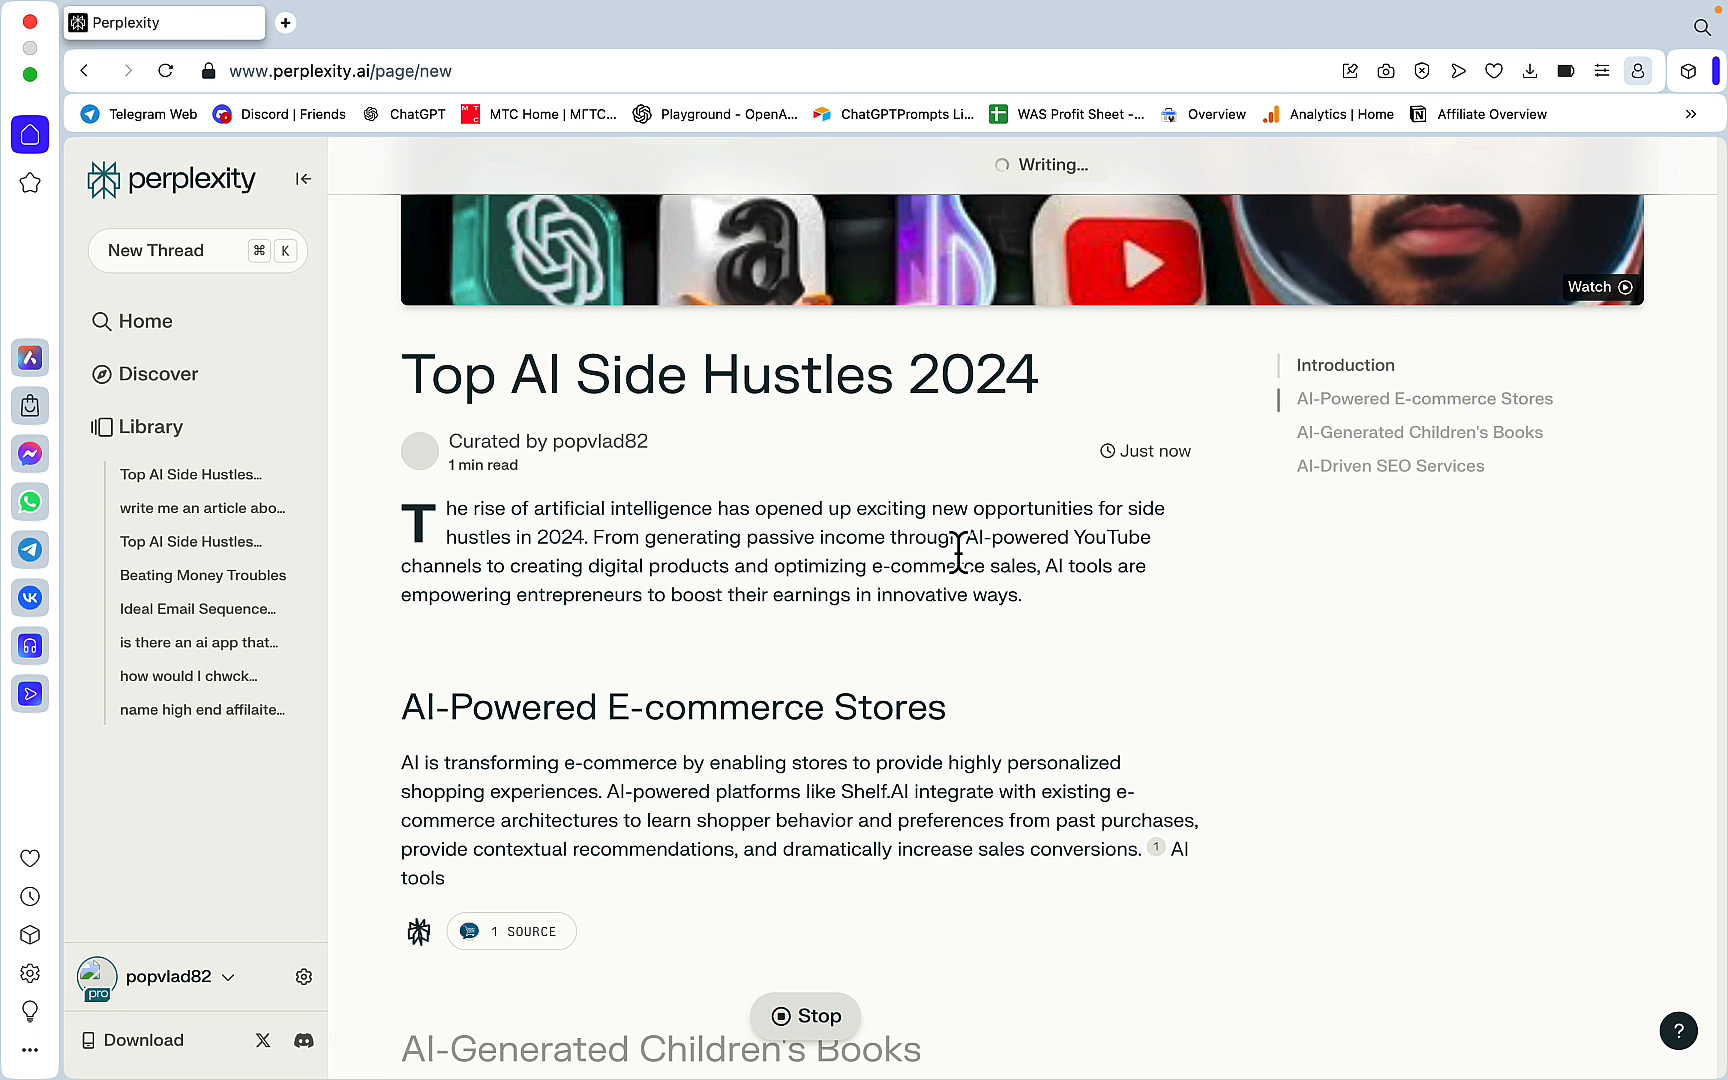 Perplexity
www.perplexity.ai/page/new
Telegram Web
Discord | Friends
ChatGPT
MTC Home | МГТС...
Playground - OpenA...
ChatGPTPrompts Li...
WAS Profit Sheet -...
Overview
Analytics | Home
Affiliate Overview
perplexity
New Thread ⌘ K
Home
Discover
Library
Top AI Side Hustles...
write me an article abo...
Top AI Side Hustles...
Beating Money Troubles
Ideal Email Sequence...
is there an ai app that...
how would I chwck...
name high end affilaite...
popvlad82
pro
Download
Writing...
Watch
Top AI Side Hustles 2024
Curated by popvlad82
1 min read
Just now
The rise of artificial intelligence has opened up exciting new opportunities for side
hustles in 2024. From generating passive income through AI-powered YouTube
channels to creating digital products and optimizing e-commerce sales, AI tools are
empowering entrepreneurs to boost their earnings in innovative ways.
AI-Powered E-commerce Stores
AI is transforming e-commerce by enabling stores to provide highly personalized
shopping experiences. AI-powered platforms like Shelf.AI integrate with existing e-
commerce architectures to learn shopper behavior and preferences from past purchases,
provide contextual recommendations, and dramatically increase sales conversions. 1 AI
tools
1 SOURCE
Stop
AI-Generated Children's Books
Introduction
AI-Powered E-commerce Stores
AI-Generated Children's Books
AI-Driven SEO Services
?